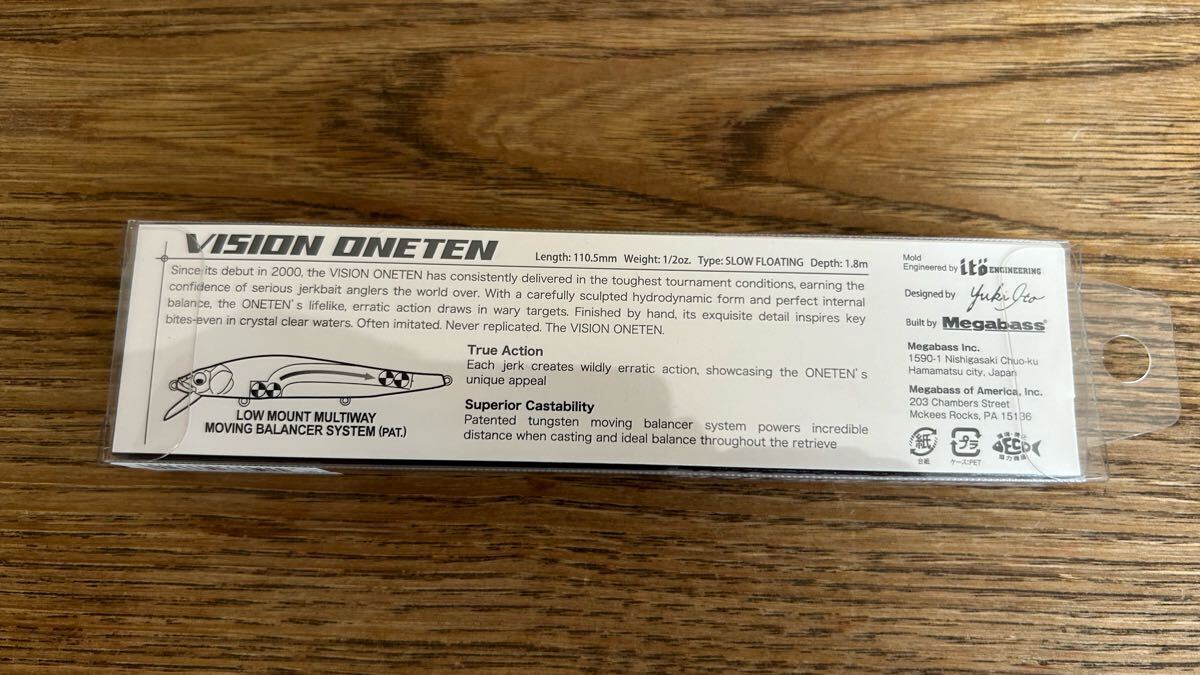 VISION ONETEN
Length: 110.5mm Weight: 1/2oz. Type: SLOW FLOATING Depth: 1.8m
Since its debut in 2000, the VISION ONETEN has consistently delivered in the toughest tournament conditions, earning the
confidence of serious jerkbait anglers the world over. With a carefully sculpted hydrodynamic form and perfect internal
balance, the ONETEN's lifelike, erratic action draws in wary targets. Finished by hand, its exquisite detail inspires key
bites-even in crystal clear waters. Often imitated. Never replicated. The VISION ONETEN.
LOW MOUNT MULTIWAY
MOVING BALANCER SYSTEM (PAT.)
True Action
Each jerk creates wildly erratic action, showcasing the ONETEN's
unique appeal
Superior Castability
Patented tungsten moving balancer system powers incredible
distance when casting and ideal balance throughout the retrieve
Mold
Engineered by itö ENGINEERING
Designed by Yuki Ito
Built by Megabass®
Megabass Inc.
1590-1 Nishigasaki Chuo-ku
Hamamatsu city, Japan
Megabass of America, Inc.
203 Chambers Street
Mckees Rocks, PA 15136
紙
台紙
プラ
ケース:PET
ECO